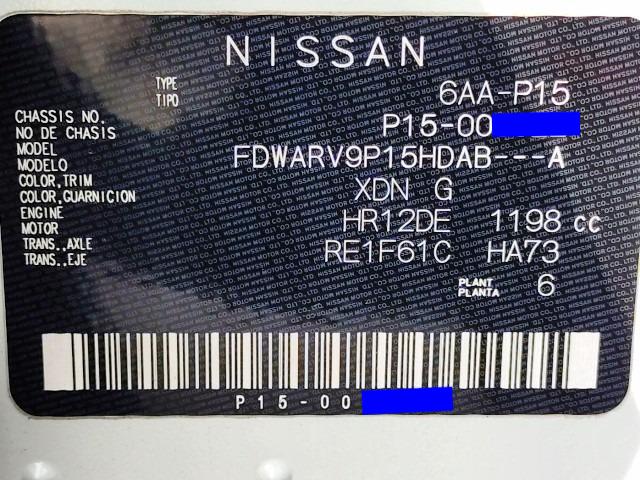 NISSAN
TYPE
TIPO 6AA-P15
CHASSIS NO.
NO DE CHASIS P15-00
MODEL
MODELO FDWARV9P15HDAB---A
COLOR,TRIM
COLOR,GUARNICION XDN G
ENGINE
MOTOR HR12DE 1198 cc
TRANS.,AXLE
TRANS.,EJE RE1F61C HA73
PLANT
PLANTA 6
P15-00